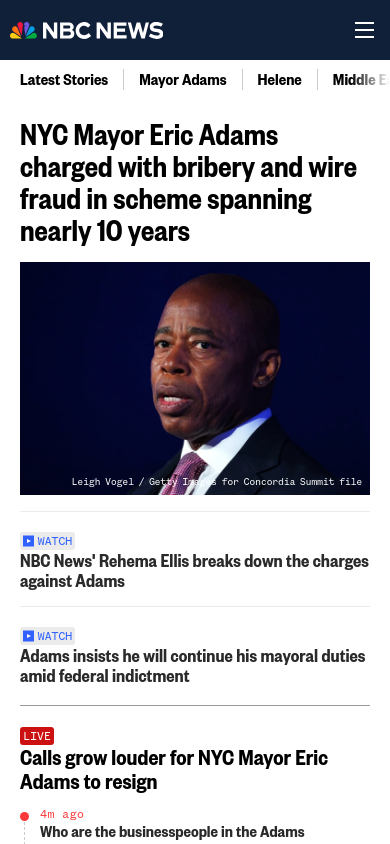 NBC NEWS
Latest Stories
Mayor Adams
Helene
Middle E
NYC Mayor Eric Adams
charged with bribery and wire
fraud in scheme spanning
nearly 10 years
Leigh Vogel / Getty Images for Concordia Summit file
WATCH
NBC News' Rehema Ellis breaks down the charges
against Adams
WATCH
Adams insists he will continue his mayoral duties
amid federal indictment
LIVE
Calls grow louder for NYC Mayor Eric
Adams to resign
4m ago
Who are the businesspeople in the Adams